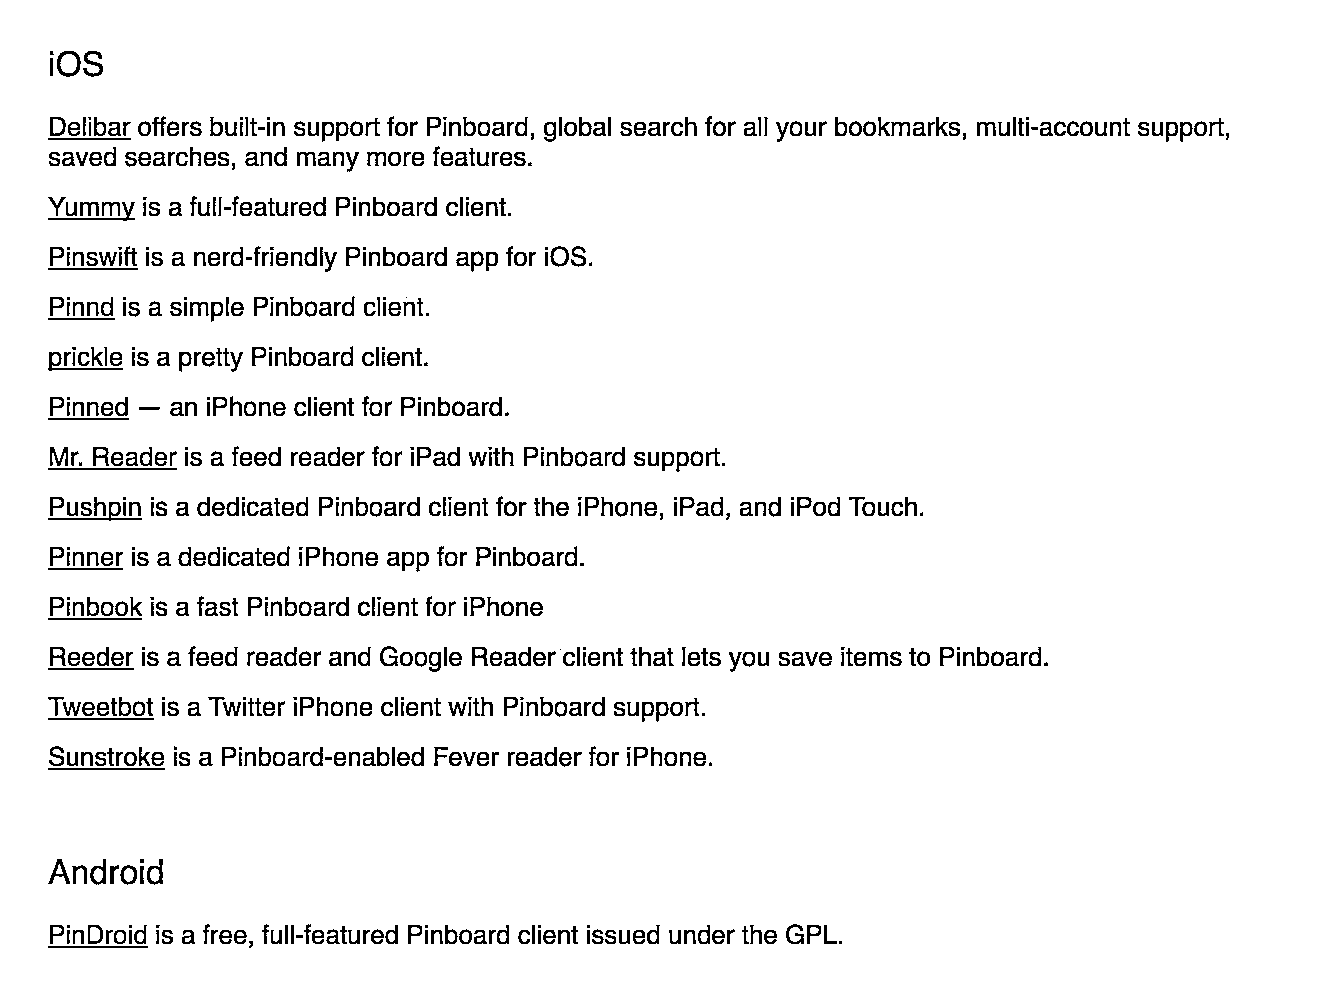 iOS
Delibar offers built-in support for Pinboard, global search for all your bookmarks, multi-account support,
saved searches, and many more features.
Yummy is a full-featured Pinboard client.
Pinswift is a nerd-friendly Pinboard app for iOS.
Pinnd is a simple Pinboard client.
prickle is a pretty Pinboard client.
Pinned — an iPhone client for Pinboard.
Mr. Reader is a feed reader for iPad with Pinboard support.
Pushpin is a dedicated Pinboard client for the iPhone, iPad, and iPod Touch.
Pinner is a dedicated iPhone app for Pinboard.
Pinbook is a fast Pinboard client for iPhone
Reeder is a feed reader and Google Reader client that lets you save items to Pinboard.
Tweetbot is a Twitter iPhone client with Pinboard support.
Sunstroke is a Pinboard-enabled Fever reader for iPhone.
Android
PinDroid is a free, full-featured Pinboard client issued under the GPL.